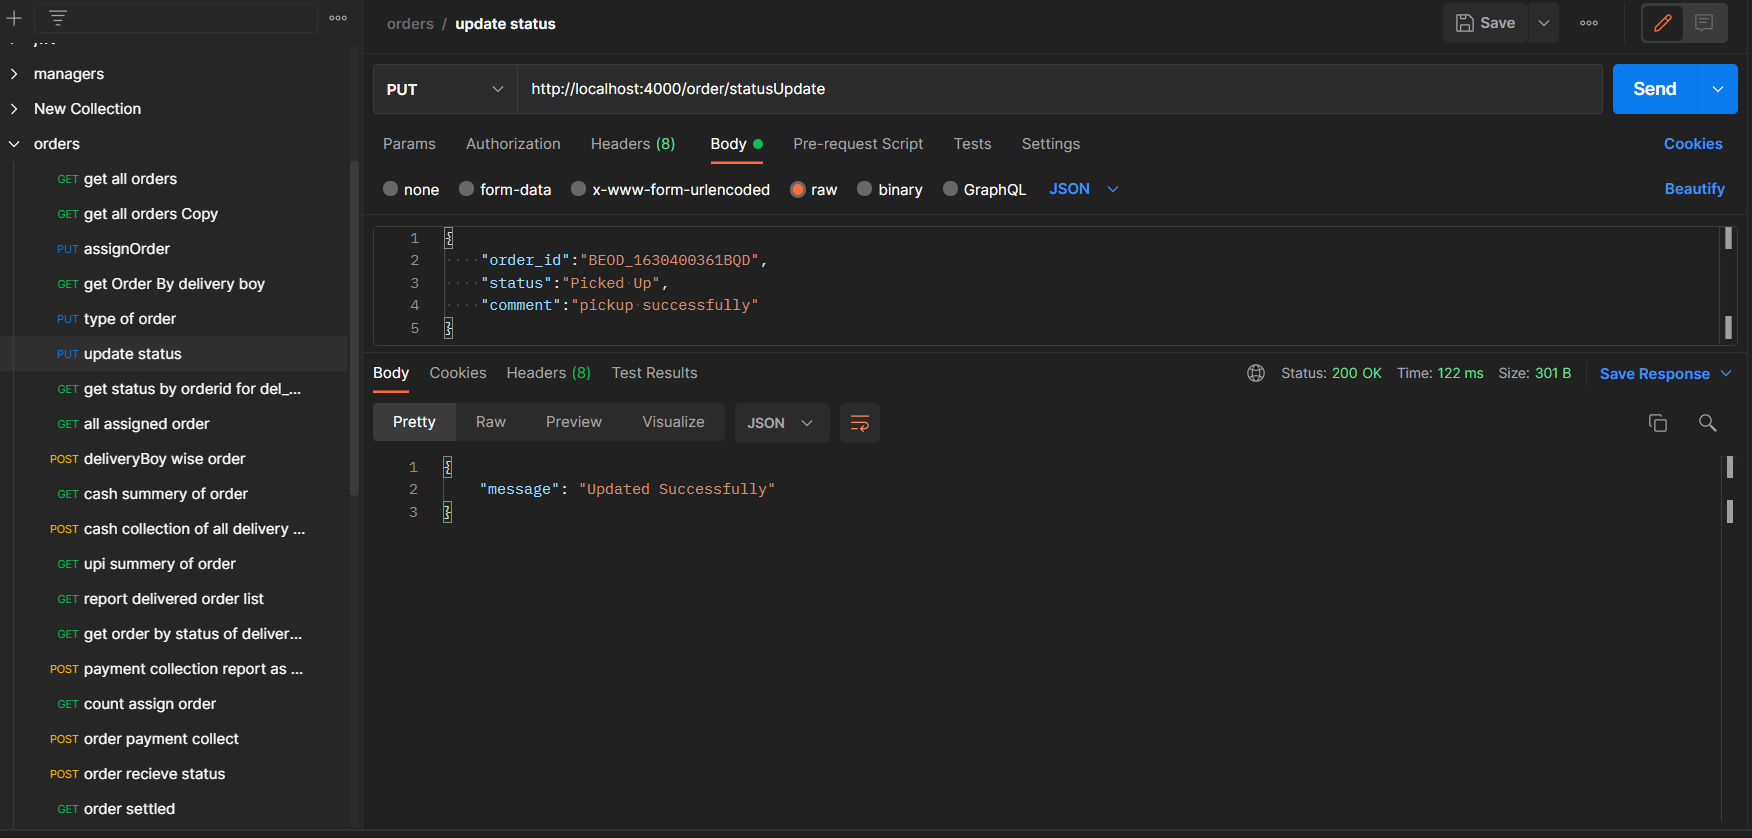 managers
New Collection
orders
GET get all orders
GET get all orders Copy
PUT assignOrder
GET get Order By delivery boy
PUT type of order
PUT update status
GET get status by orderid for del_...
GET all assigned order
POST deliveryBoy wise order
GET cash summery of order
POST cash collection of all delivery ...
GET upi summery of order
GET report delivered order list
GET get order by status of deliver...
POST payment collection report as ...
GET count assign order
POST order payment collect
POST order recieve status
GET order settled
orders / update status
Save
PUT http://localhost:4000/order/statusUpdate Send
Params Authorization Headers (8) Body Pre-request Script Tests Settings Cookies
none form-data x-www-form-urlencoded raw binary GraphQL JSON Beautify
1 {
2 "order_id":"BEOD_1630400361BQD",
3 "status":"Picked Up",
4 "comment":"pickup successfully"
5 }
Body Cookies Headers (8) Test Results Status: 200 OK Time: 122 ms Size: 301 B Save Response
Pretty Raw Preview Visualize JSON
1 {
2 "message": "Updated Successfully"
3 }